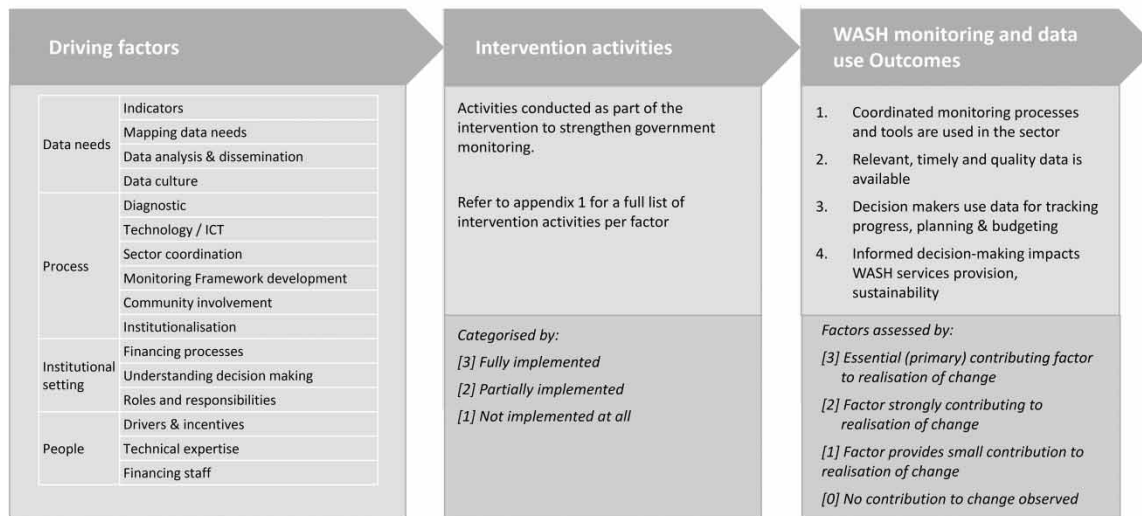 Driving factors
Data needs
Indicators
Mapping data needs
Data analysis & dissemination
Data culture
Process
Diagnostic
Technology / ICT
Sector coordination
Monitoring Framework development
Community involvement
Institutionalisation
Institutional
setting
Financing processes
Understanding decision making
Roles and responsibilities
People
Drivers & incentives
Technical expertise
Financing staff
Intervention activities
Activities conducted as part of the
intervention to strengthen government
monitoring.
Refer to appendix 1 for a full list of
intervention activities per factor
Categorised by:
[3] Fully implemented
[2] Partially implemented
[1] Not implemented at all
WASH monitoring and data
use Outcomes
1. Coordinated monitoring processes
and tools are used in the sector
2. Relevant, timely and quality data is
available
3. Decision makers use data for tracking
progress, planning & budgeting
4. Informed decision-making impacts
WASH services provision,
sustainability
Factors assessed by:
[3] Essential (primary) contributing factor
to realisation of change
[2] Factor strongly contributing to
realisation of change
[1] Factor provides small contribution to
realisation of change
[0] No contribution to change observed